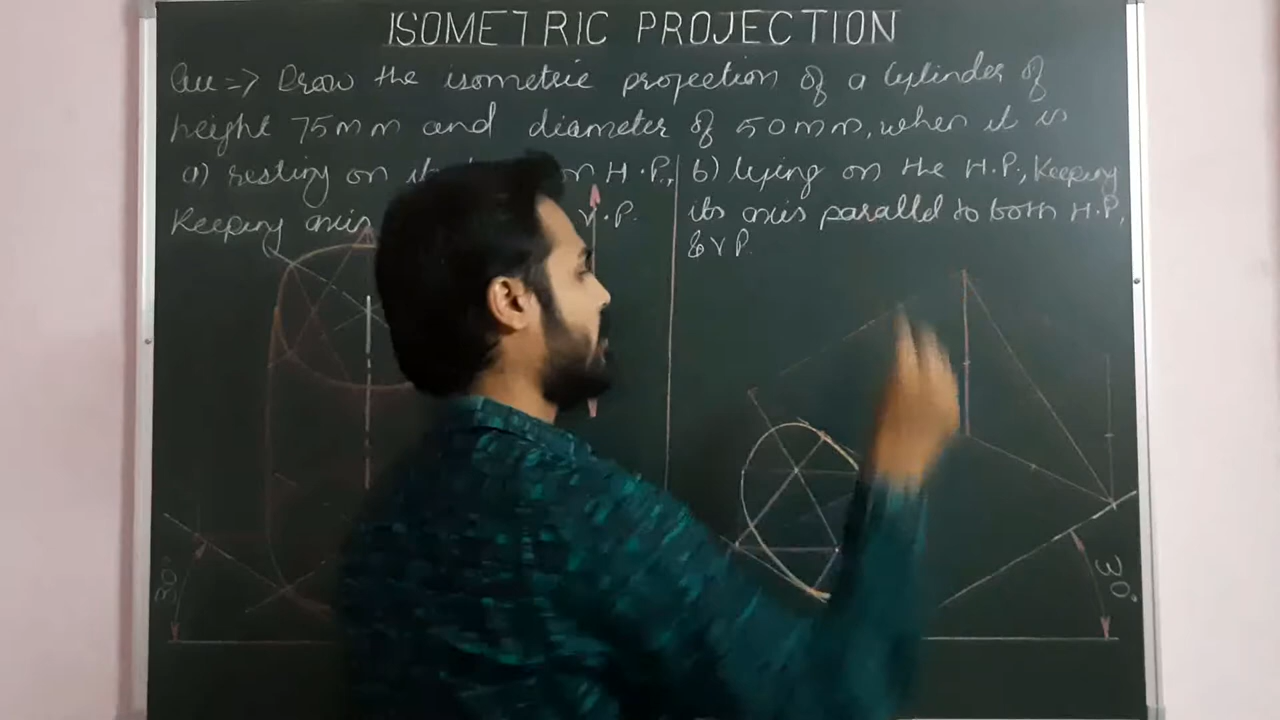 ISOMETRIC PROJECTION
Que => Draw the isometric projection of a Cylinder of
height 75mm and diameter of 50mm, when it is
a) resting on H.P.,
Keeping axis V.P.
b) lying on the H.P., Keeping
its axis parallel to both H.P,
& V P.
30°
30°